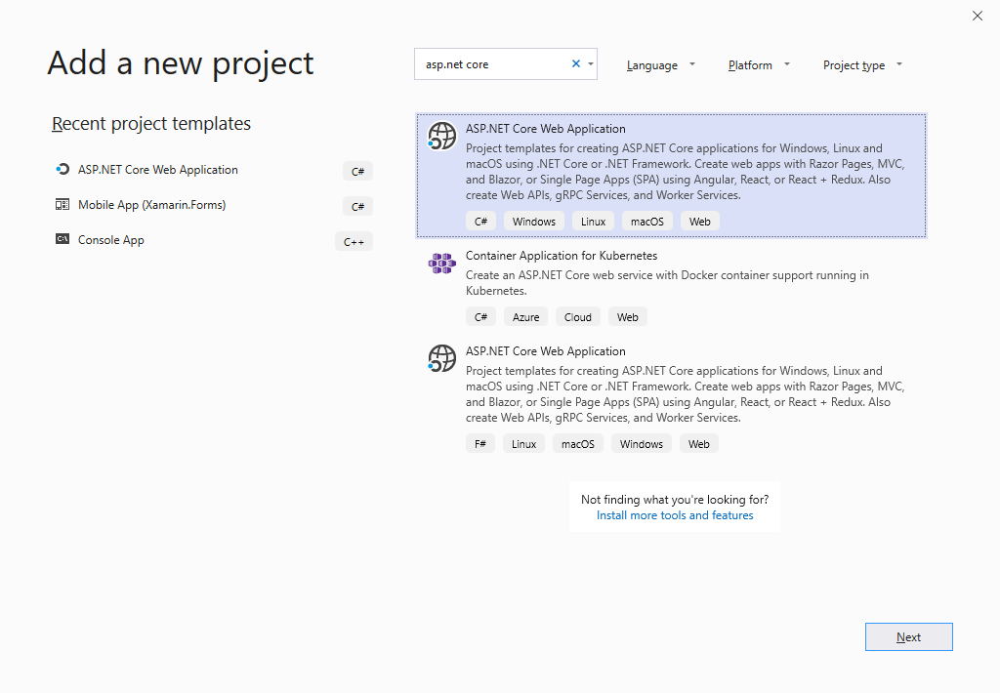 Add a new project
asp.net core
Language
Platform
Project type
Recent project templates
ASP.NET Core Web Application
C#
Mobile App (Xamarin.Forms)
C#
C:\
Console App
C++
ASP.NET Core Web Application
Project templates for creating ASP.NET Core applications for Windows, Linux and
macOS using .NET Core or .NET Framework. Create web apps with Razor Pages, MVC,
and Blazor, or Single Page Apps (SPA) using Angular, React, or React + Redux. Also
create Web APIs, gRPC Services, and Worker Services.
C# Windows Linux macOS Web
Container Application for Kubernetes
Create an ASP.NET Core web service with Docker container support running in
Kubernetes.
C# Azure Cloud Web
ASP.NET Core Web Application
Project templates for creating ASP.NET Core applications for Windows, Linux and
macOS using .NET Core or .NET Framework. Create web apps with Razor Pages, MVC,
and Blazor, or Single Page Apps (SPA) using Angular, React, or React + Redux. Also
create Web APIs, gRPC Services, and Worker Services.
F# Linux macOS Windows Web
Not finding what you're looking for?
Install more tools and features
Next